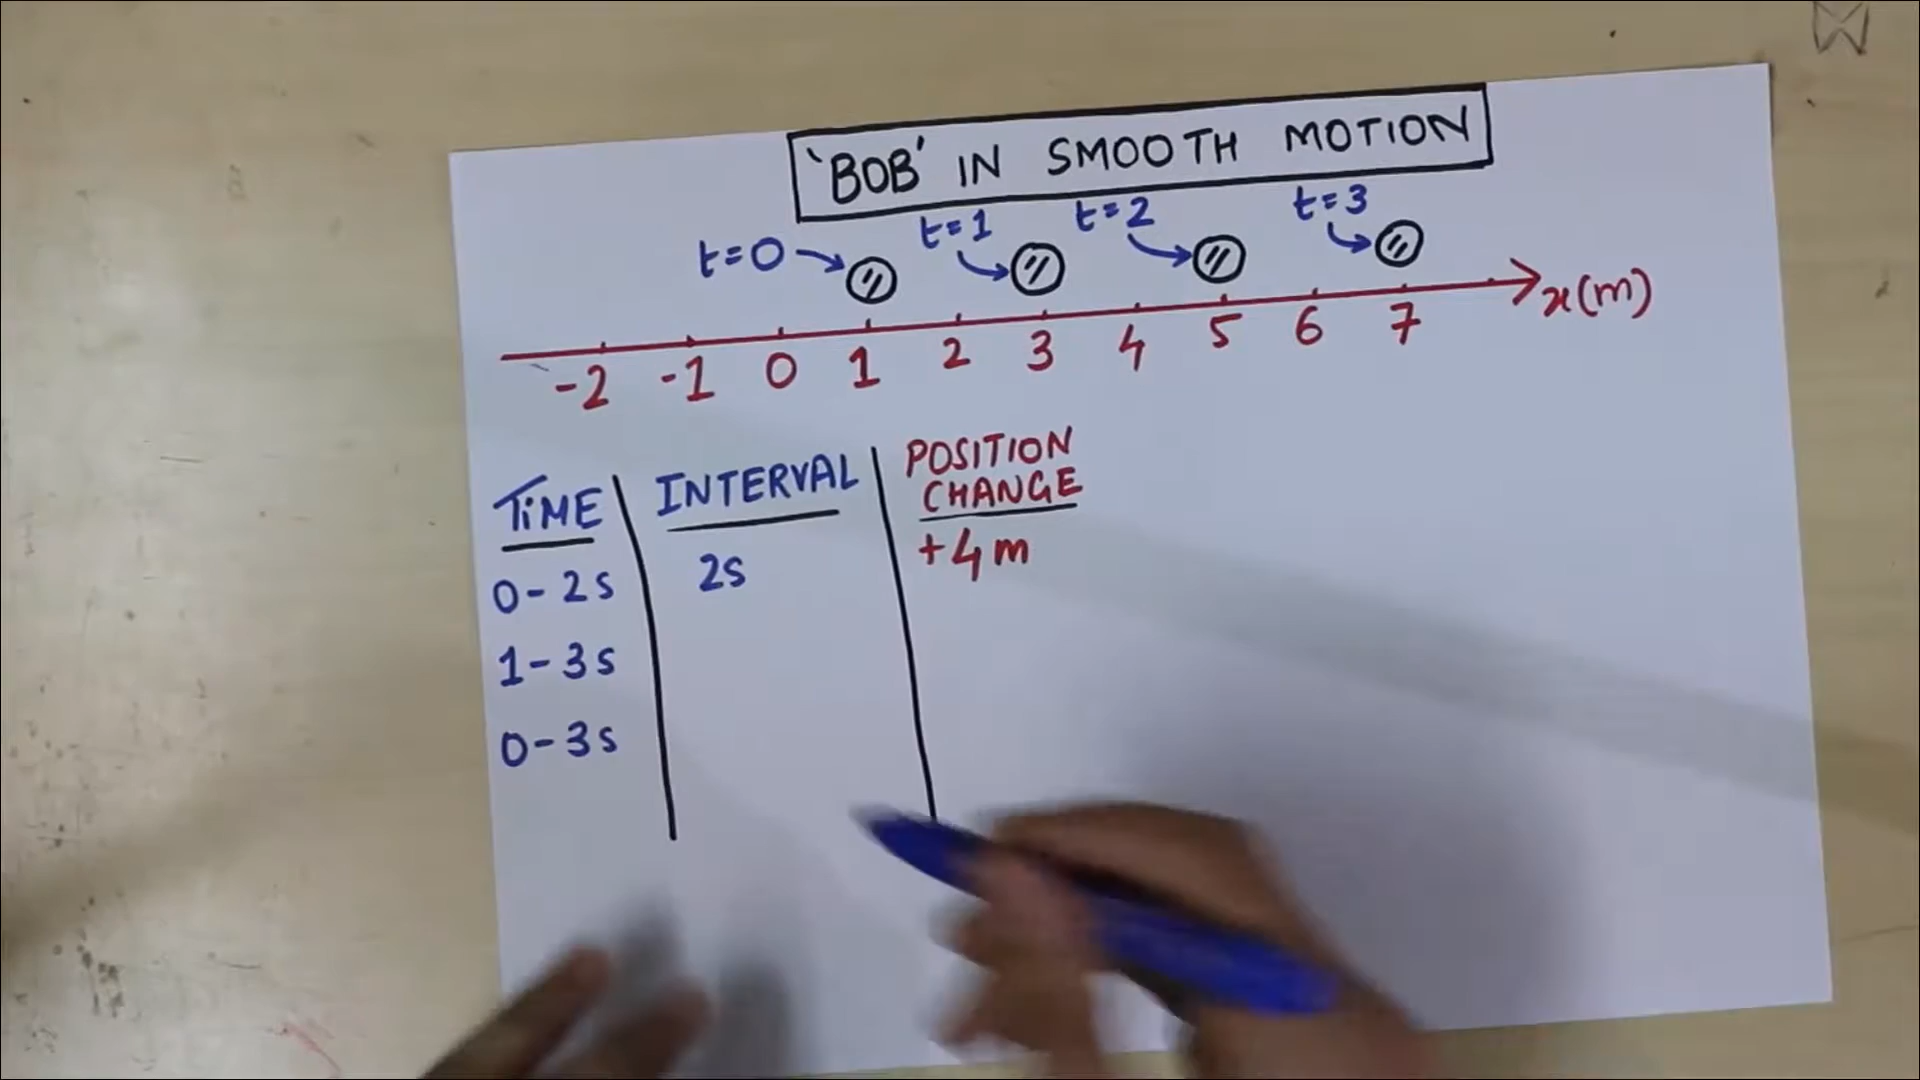 'BOB' IN SMOOTH MOTION
t=0 t=1 t=2 t=3
-2 -1 0 1 2 3 4 5 6 7 x(m)
TIME INTERVAL POSITION CHANGE
0-2s 2s +4m
1-3s
0-3s